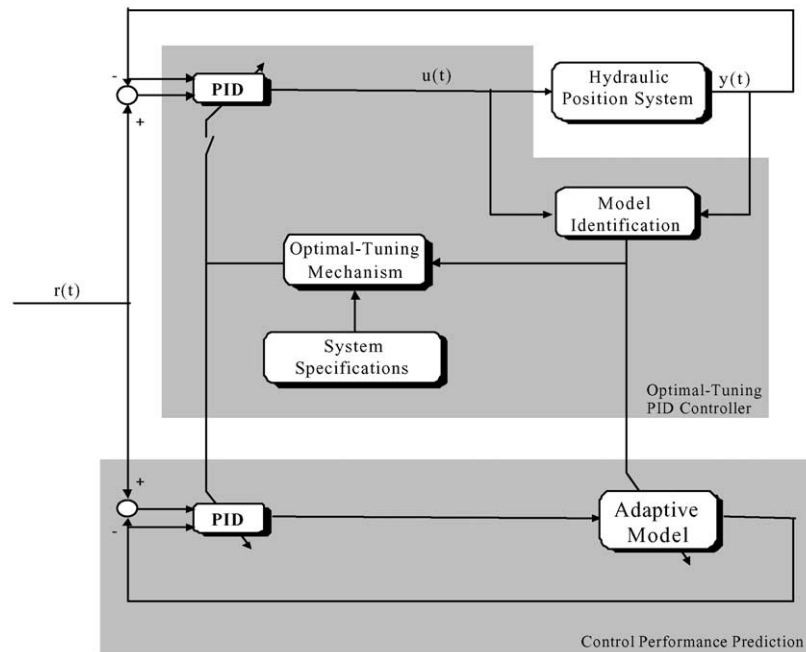 -
PID
u(t)
Hydraulic
Position System
y(t)
+
Model
Identification
Optimal-Tuning
Mechanism
r(t)
System
Specifications
Optimal-Tuning
PID Controller
+
-
PID
Adaptive
Model
Control Performance Prediction